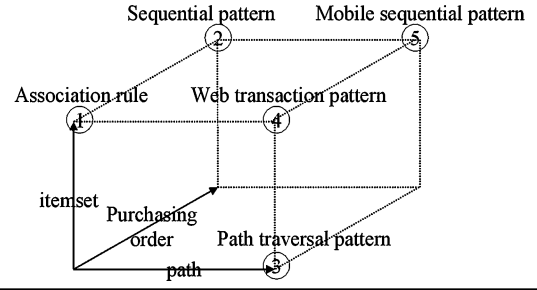 Sequential pattern
Mobile sequential pattern
2
5
Association rule
Web transaction pattern
1
4
itemset
Purchasing
order
Path traversal pattern
path
3